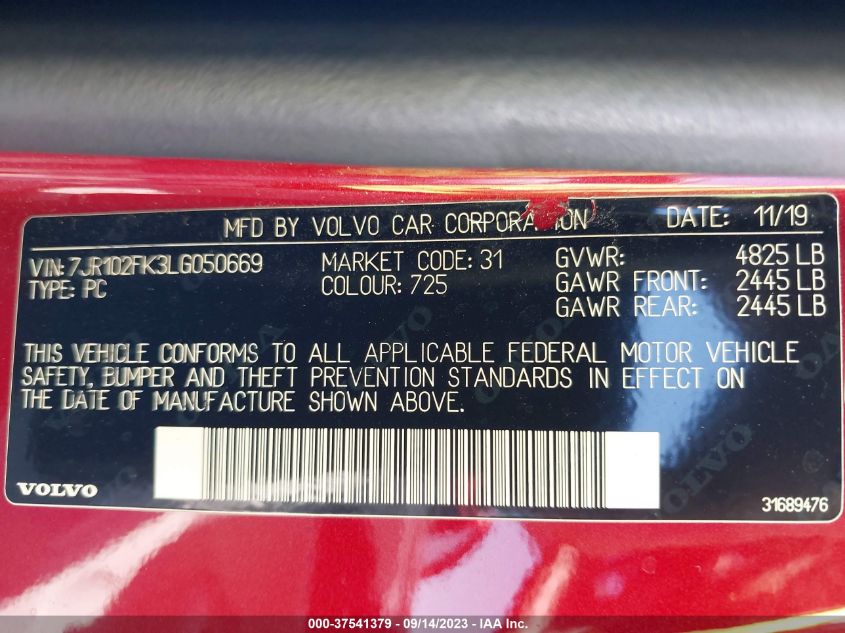 MFD BY VOLVO CAR CORPORATION DATE: 11/19
VIN: 7JR102FK3LG050669 MARKET CODE: 31 GVWR: 4825 LB
TYPE: PC COLOUR: 725 GAWR FRONT: 2445 LB
GAWR REAR: 2445 LB
THIS VEHICLE CONFORMS TO ALL APPLICABLE FEDERAL MOTOR VEHICLE
SAFETY, BUMPER AND THEFT PREVENTION STANDARDS IN EFFECT ON
THE DATE OF MANUFACTURE SHOWN ABOVE.
VOLVO
31689476
000-37541379 - 09/14/2023 - IAA Inc.